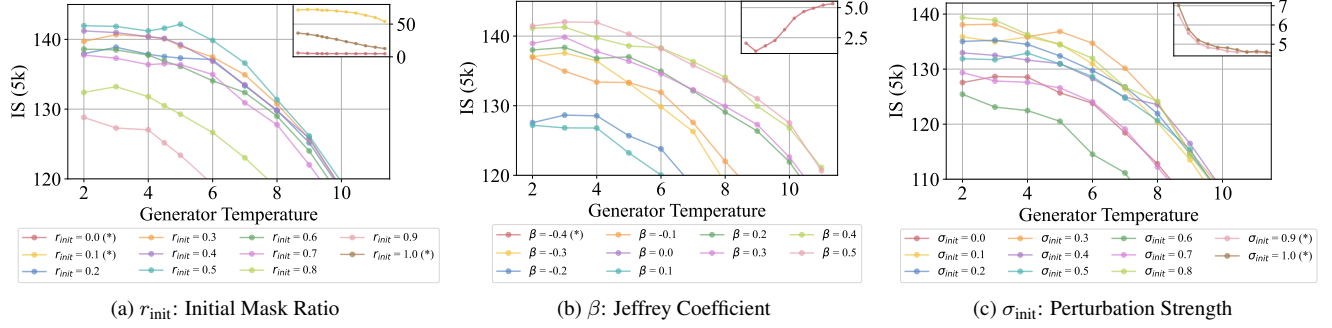 IS (5k)
140
130
120
50
0
2
4
6
8
10
Generator Temperature
r_init = 0.0 (*)
r_init = 0.1 (*)
r_init = 0.2
r_init = 0.3
r_init = 0.4
r_init = 0.5
r_init = 0.6
r_init = 0.7
r_init = 0.8
r_init = 0.9
r_init = 1.0 (*)
(a) r_init: Initial Mask Ratio
IS (5k)
140
130
120
5.0
2.5
2
4
6
8
10
Generator Temperature
β = -0.4 (*)
β = -0.3
β = -0.2
β = -0.1
β = 0.0
β = 0.1
β = 0.2
β = 0.3
β = 0.4
β = 0.5
(b) β: Jeffrey Coefficient
IS (5k)
140
130
120
110
7
6
5
2
4
6
8
10
Generator Temperature
σ_init = 0.0
σ_init = 0.1
σ_init = 0.2
σ_init = 0.3
σ_init = 0.4
σ_init = 0.5
σ_init = 0.6
σ_init = 0.7
σ_init = 0.8
σ_init = 0.9 (*)
σ_init = 1.0 (*)
(c) σ_init: Perturbation Strength